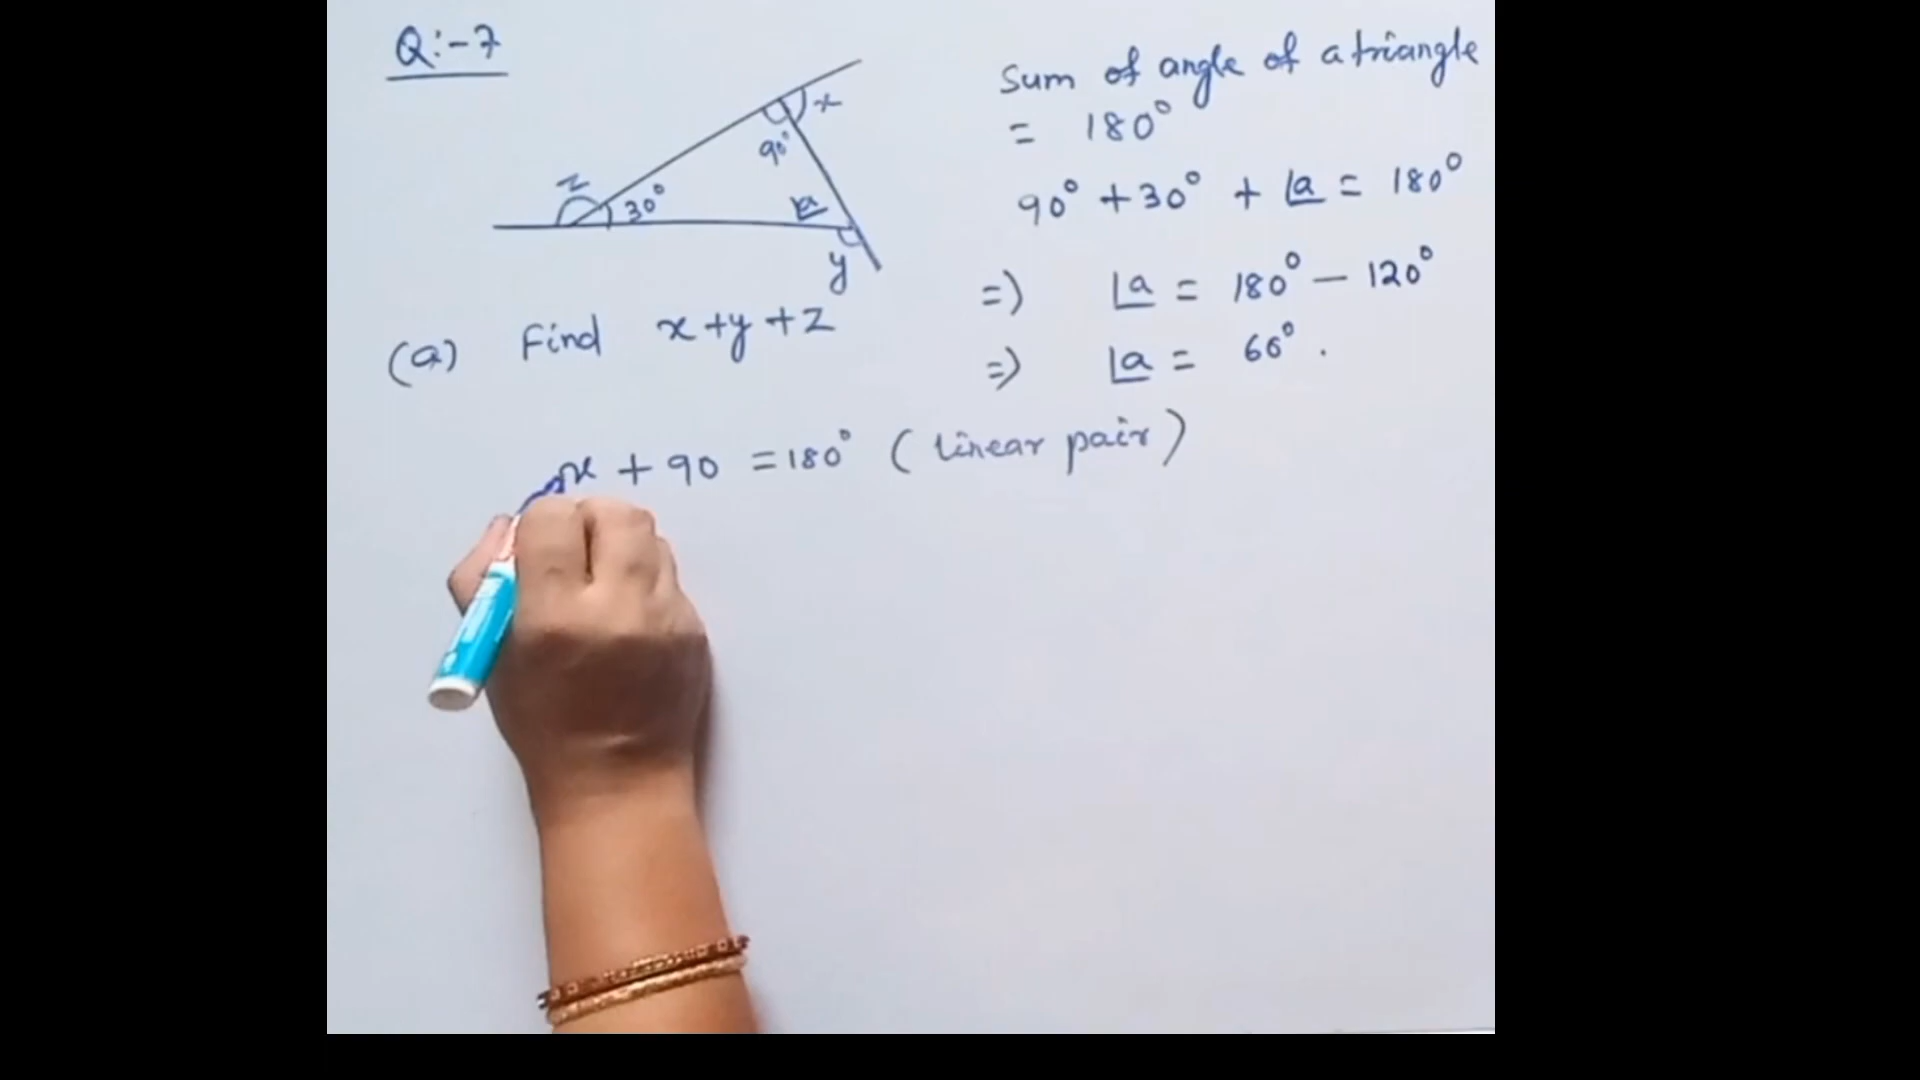 Q:-7
x
90°
z
30°
∠a
y
(a) Find x+y+z
x + 90 = 180° (linear pair)
Sum of angle of a triangle
= 180°
90° + 30° + ∠a = 180°
=) ∠a = 180° - 120°
=) ∠a = 60°.